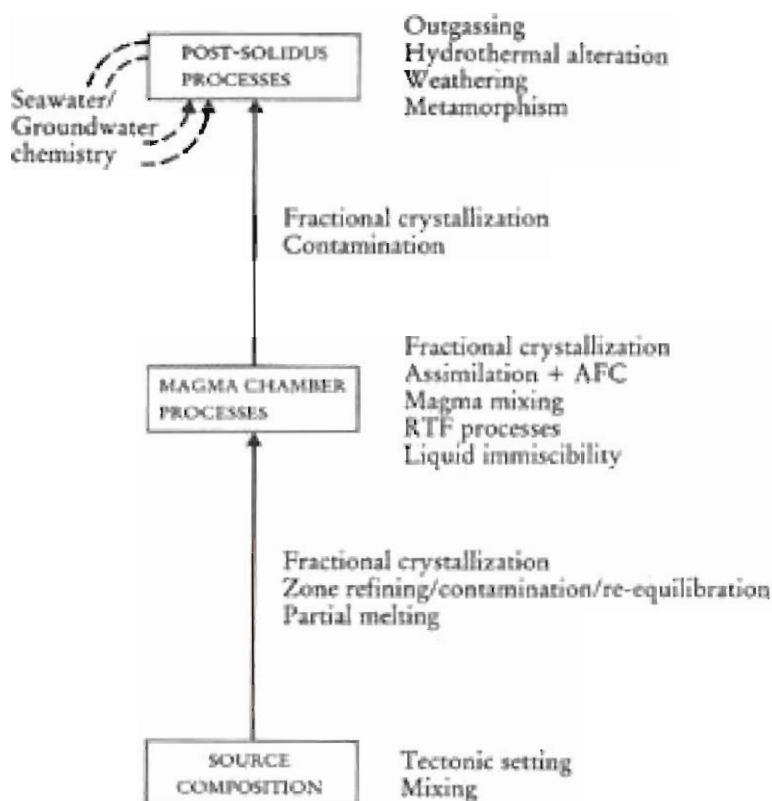 Outgassing
POST-SOLIDUS
PROCESSES
Hydrothermal alteration
Weathering
Metamorphism
Seawater/
Groundwater
chemistry
Fractional crystallization
Contamination
Fractional crystallization
MAGMA CHAMBER
PROCESSES
Assimilation + AFC
Magma mixing
RTF processes
Liquid immiscibility
Fractional crystallization
Zone refining/contamination/re-equilibration
Partial melting
SOURCE
COMPOSITION
Tectonic setting
Mixing